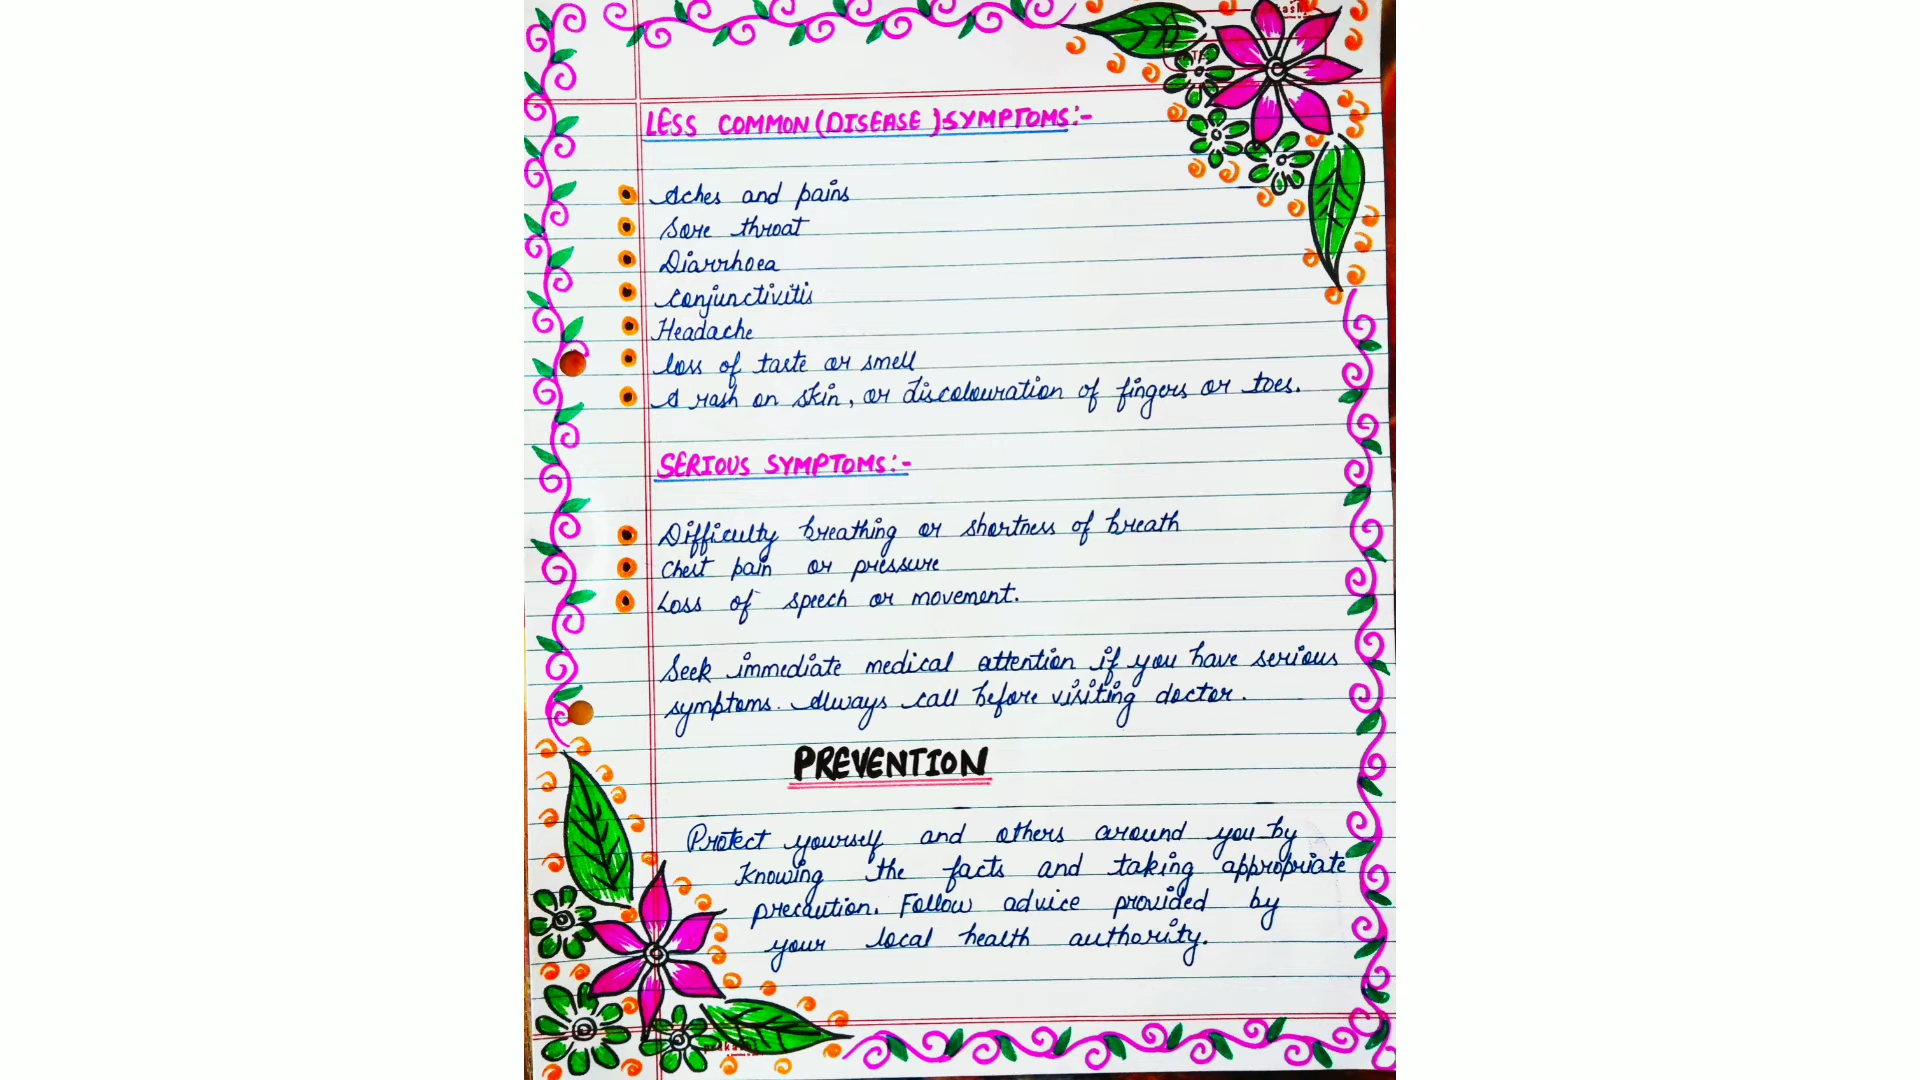 LESS COMMON (DISEASE) SYMPTOMS:-
Aches and pains
Sore throat
Diarrhoea
Conjunctivitis
Headache
loss of taste or smell
A rash on skin, or discolouration of fingers or toes.
SERIOUS SYMPTOMS:-
Difficulty breathing or shortness of breath
Chest pain or pressure
Loss of speech or movement.
Seek immediate medical attention if you have serious
symptoms. Always call before visiting doctor.
PREVENTION
Protect yourself and others around you by
Knowing the facts and taking appropriate
precaution. Follow advice provided by
your local health authority.